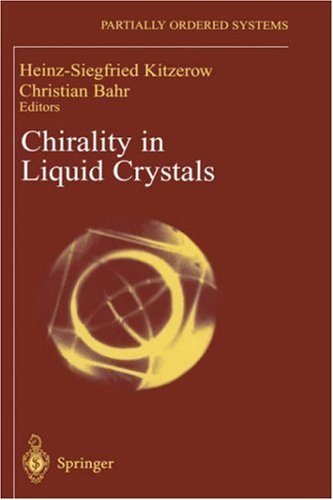 PARTIALLY ORDERED SYSTEMS
Heinz-Siegfried Kitzerow
Christian Bahr
Editors
Chirality in
Liquid Crystals
Springer